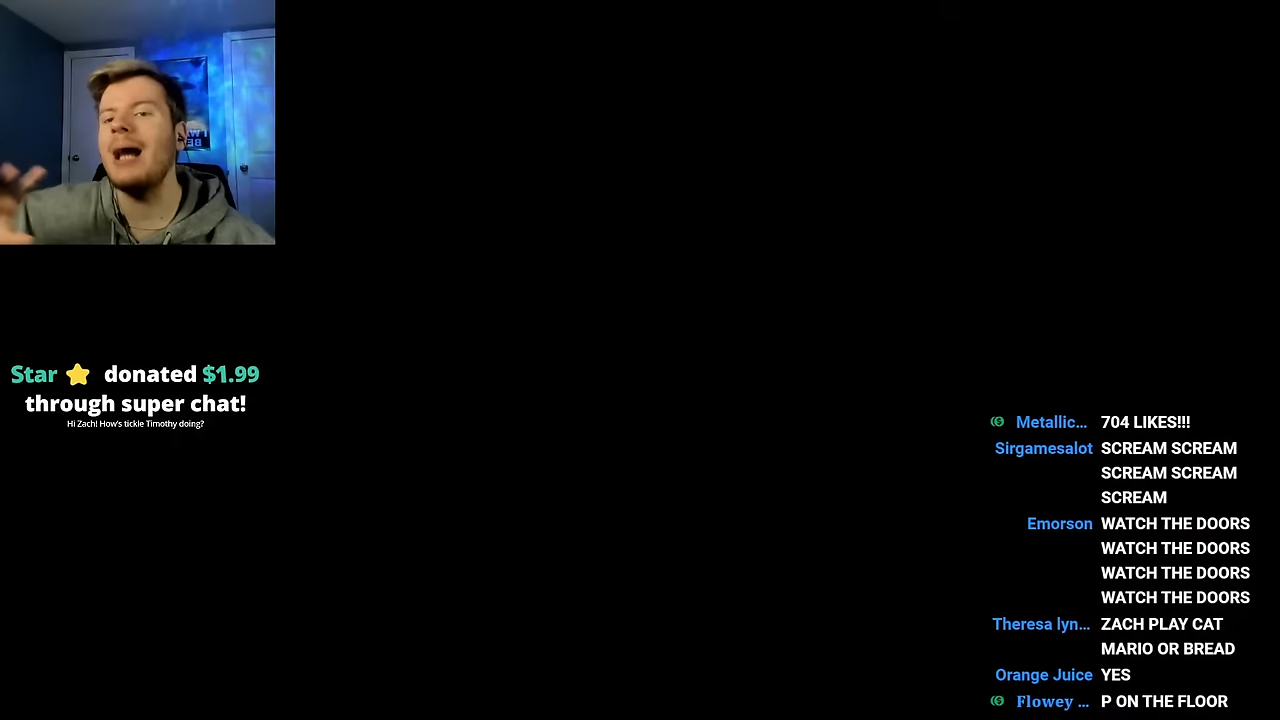 Star ⭐ donated $1.99
through super chat!
Hi Zach! How's tickle Timothy doing?
Metallic… 704 LIKES!!!
Sirgamesalot SCREAM SCREAM
SCREAM SCREAM
SCREAM
Emorson WATCH THE DOORS
WATCH THE DOORS
WATCH THE DOORS
WATCH THE DOORS
Theresa lyn… ZACH PLAY CAT
MARIO OR BREAD
Orange Juice YES
Flowey … P ON THE FLOOR